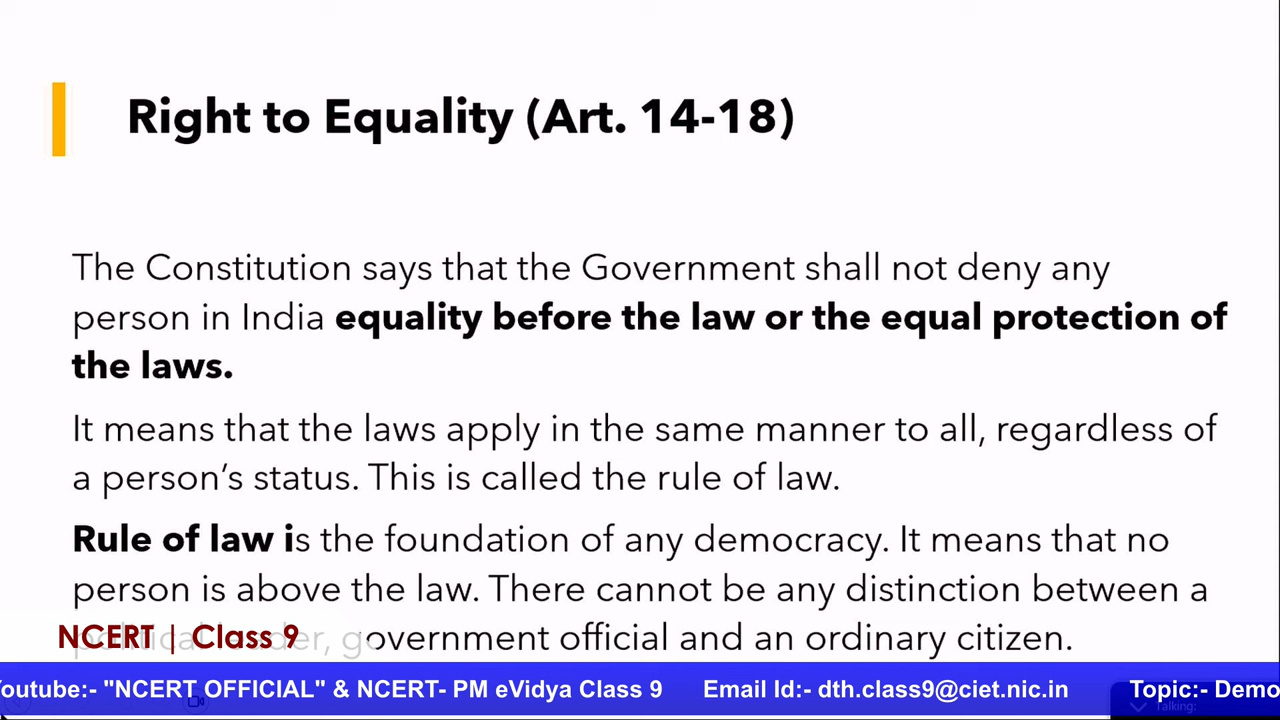 Right to Equality (Art. 14-18)
The Constitution says that the Government shall not deny any
person in India equality before the law or the equal protection of
the laws.
It means that the laws apply in the same manner to all, regardless of
a person's status. This is called the rule of law.
Rule of law is the foundation of any democracy. It means that no
person is above the law. There cannot be any distinction between a
political leader, government official and an ordinary citizen.
NCERT | Class 9
outube:- "NCERT OFFICIAL" & NCERT- PM eVidya Class 9 Email Id:- dth.class9@ciet.nic.in Topic:- Demo
Talking: